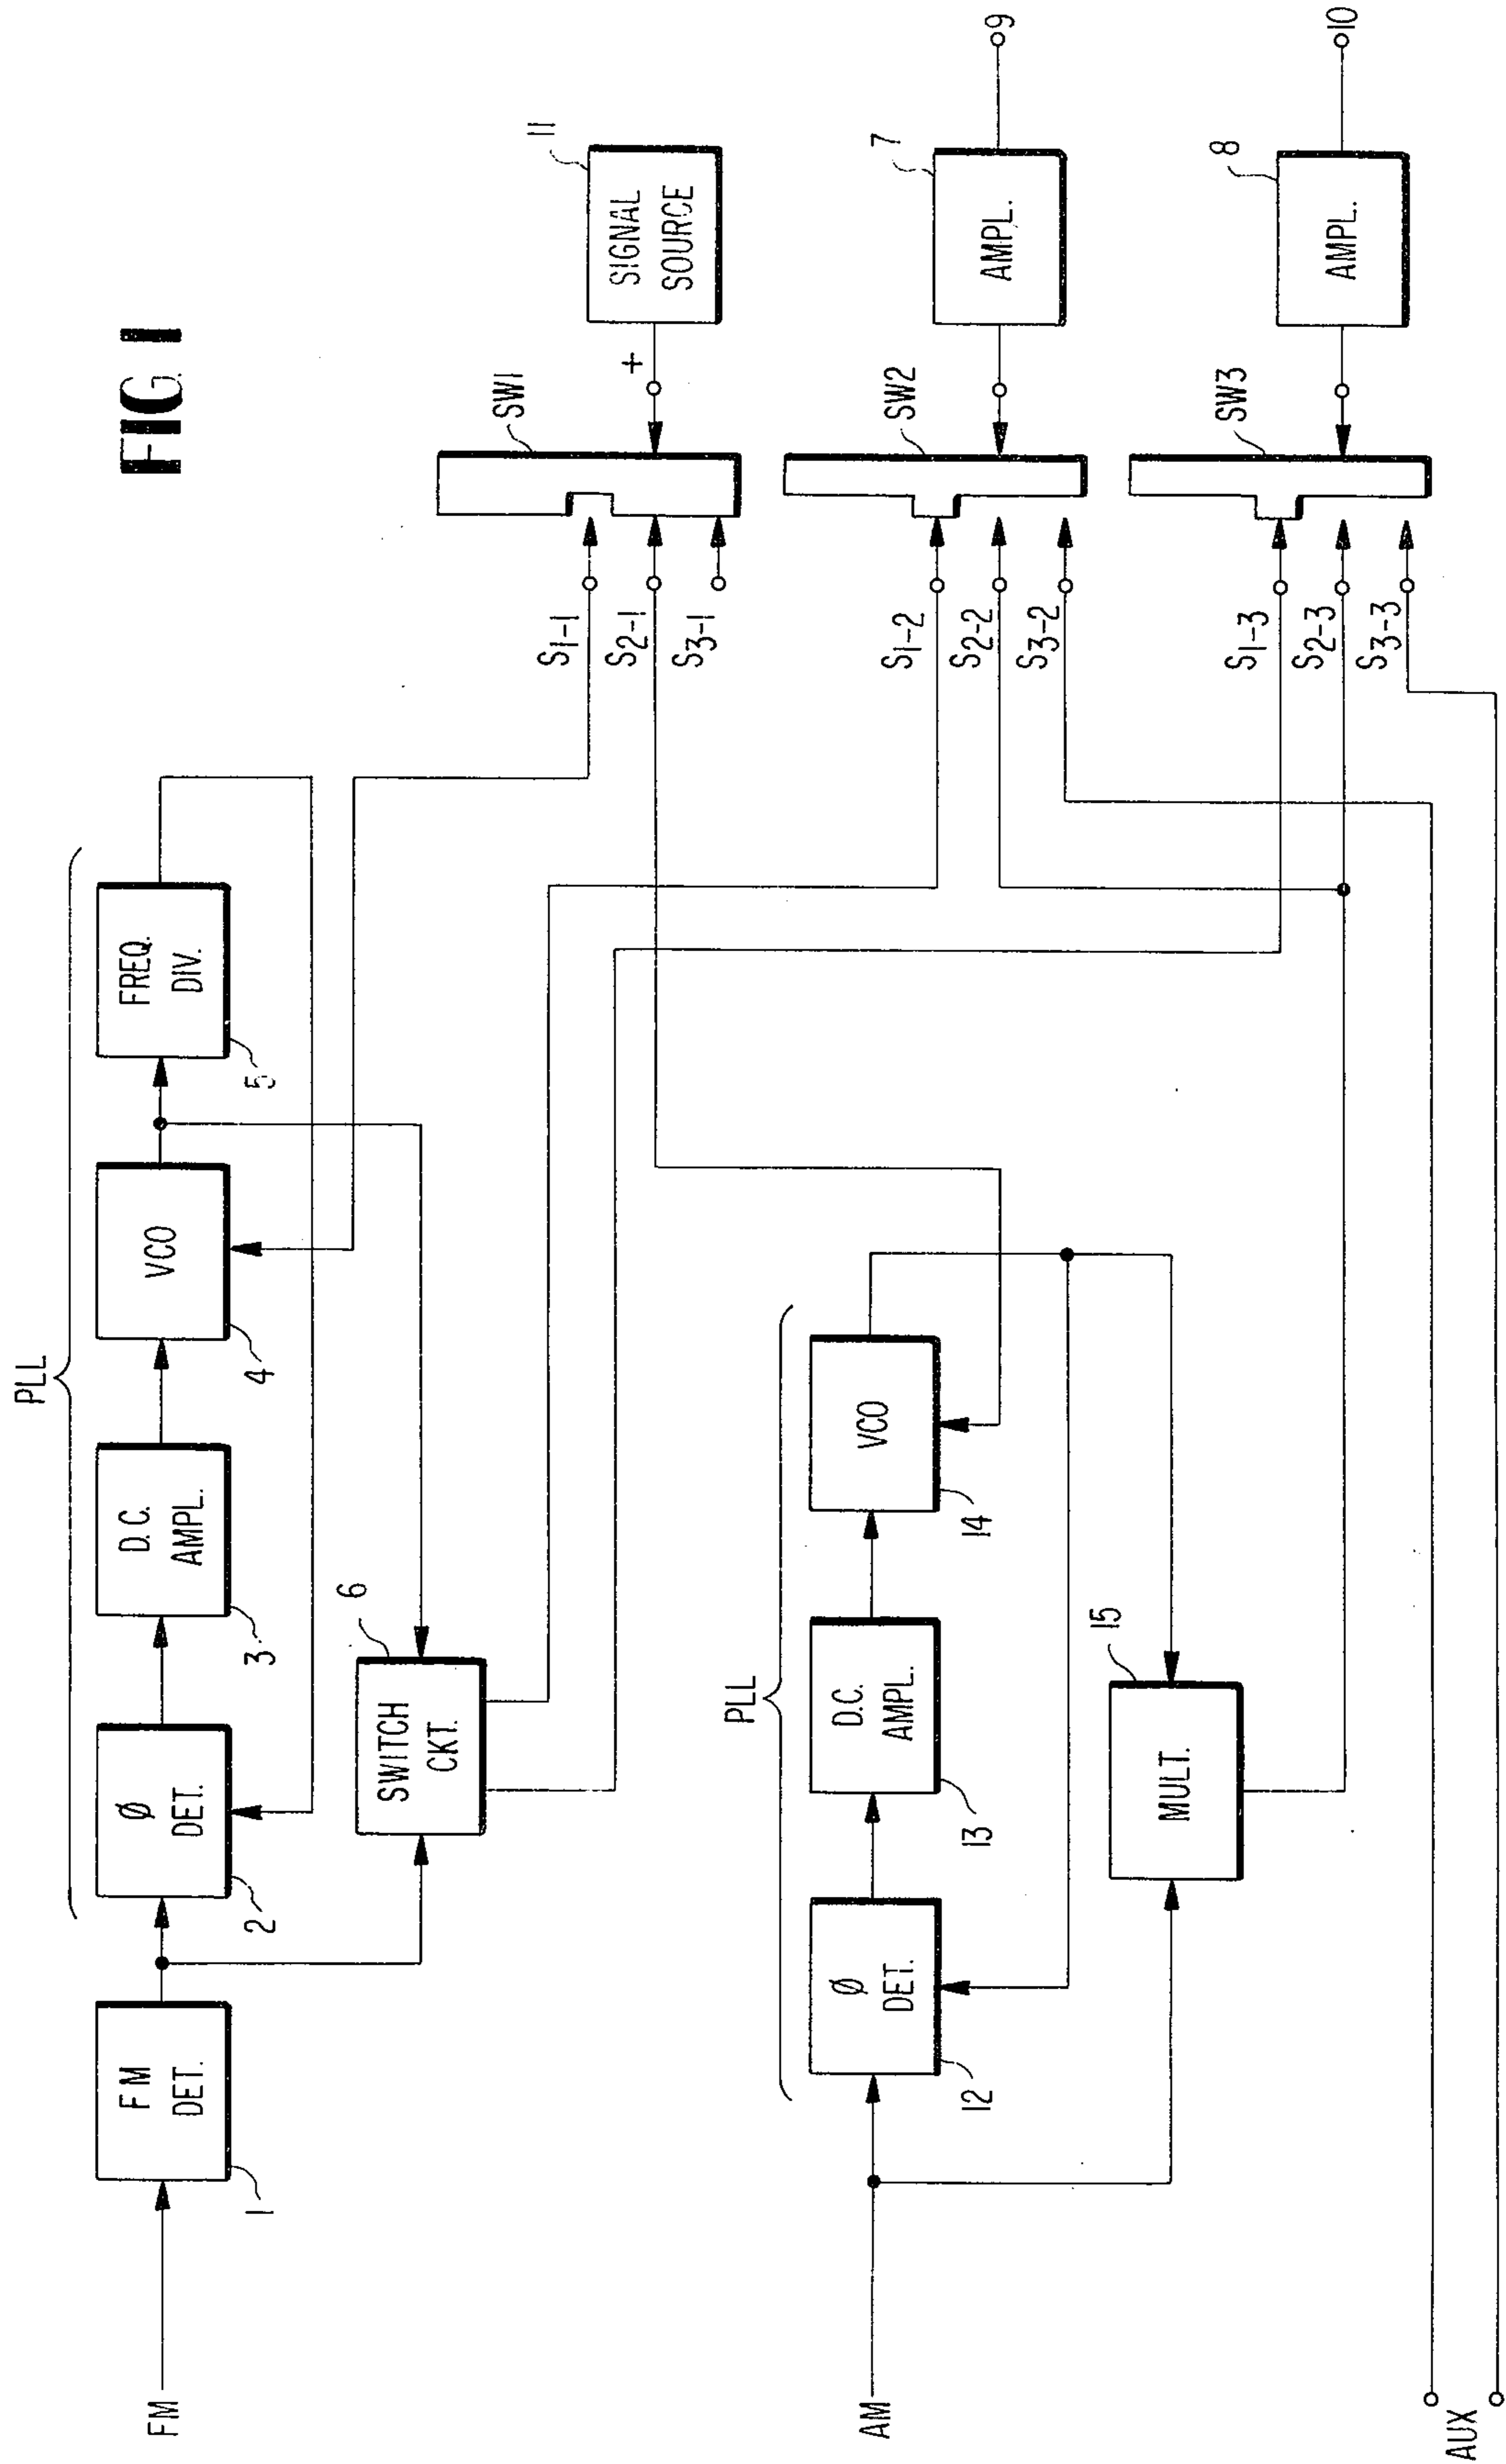 FIG 1
PLL
FM
FM
DET.
1
Ø
DET.
2
D.C.
AMPL.
3
VCO
4
FREQ.
DIV.
5
SWITCH
CKT.
6
SW1
S1-1
S2-1
S3-1
+
SIGNAL
SOURCE
11
PLL
AM
Ø
DET.
12
D.C.
AMPL.
13
VCO
14
MULT.
15
SW2
S1-2
S2-2
S3-2
AMPL.
7
9
SW3
S1-3
S2-3
S3-3
AMPL.
8
10
AUX